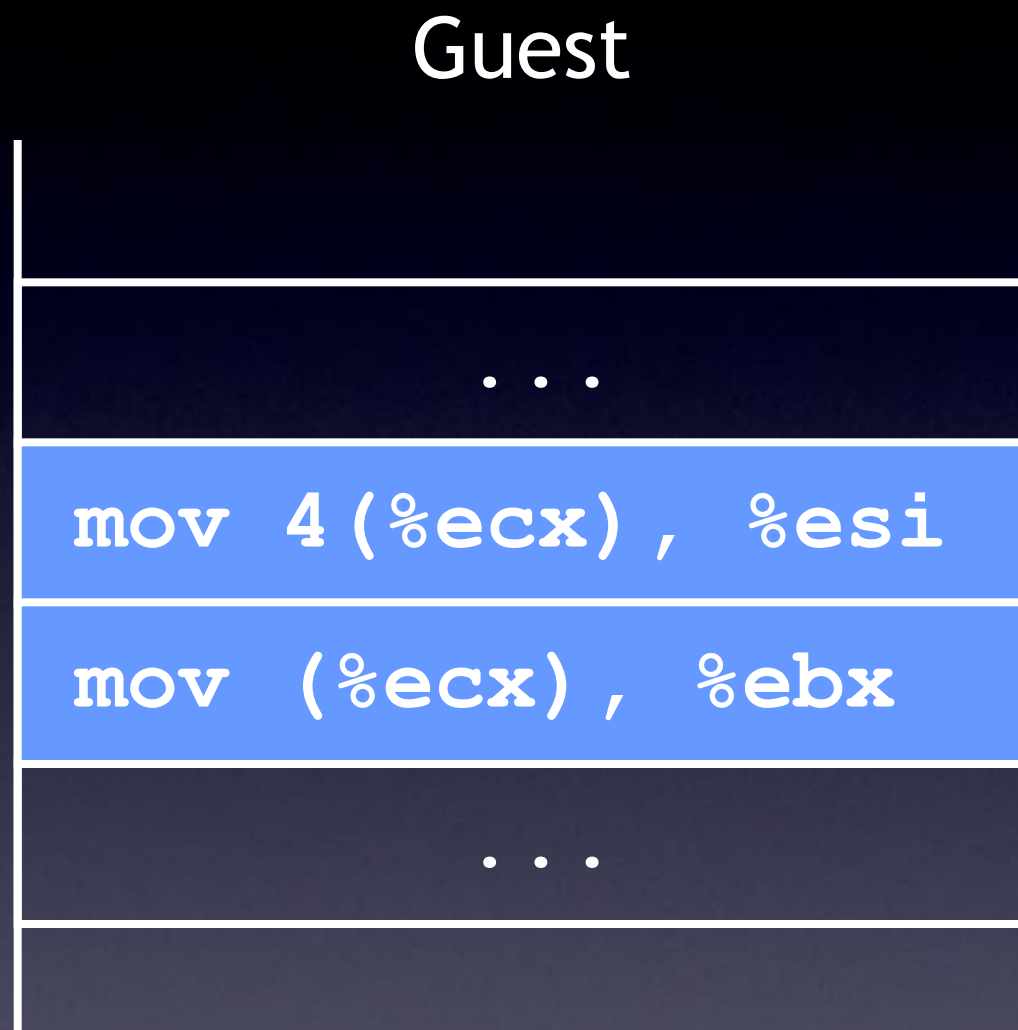 Guest
...
mov 4(%ecx), %esi
mov (%ecx), %ebx
...